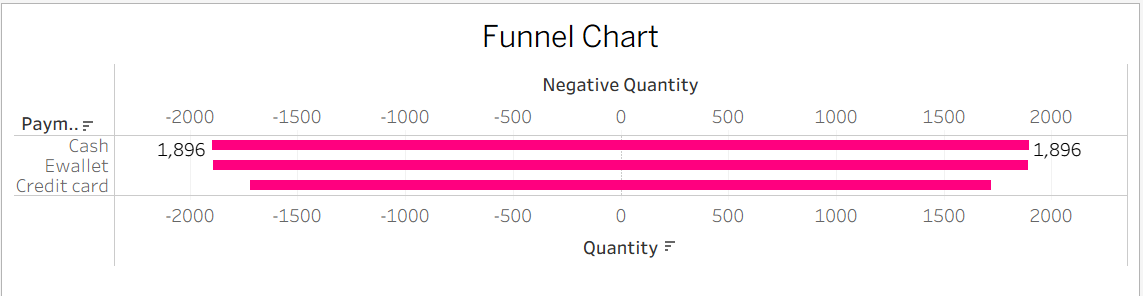 Funnel Chart
Negative Quantity
-2000 -1500 -1000 -500 0 500 1000 1500 2000
Paym..
Cash 1,896 1,896
Ewallet
Credit card
-2000 -1500 -1000 -500 0 500 1000 1500 2000
Quantity